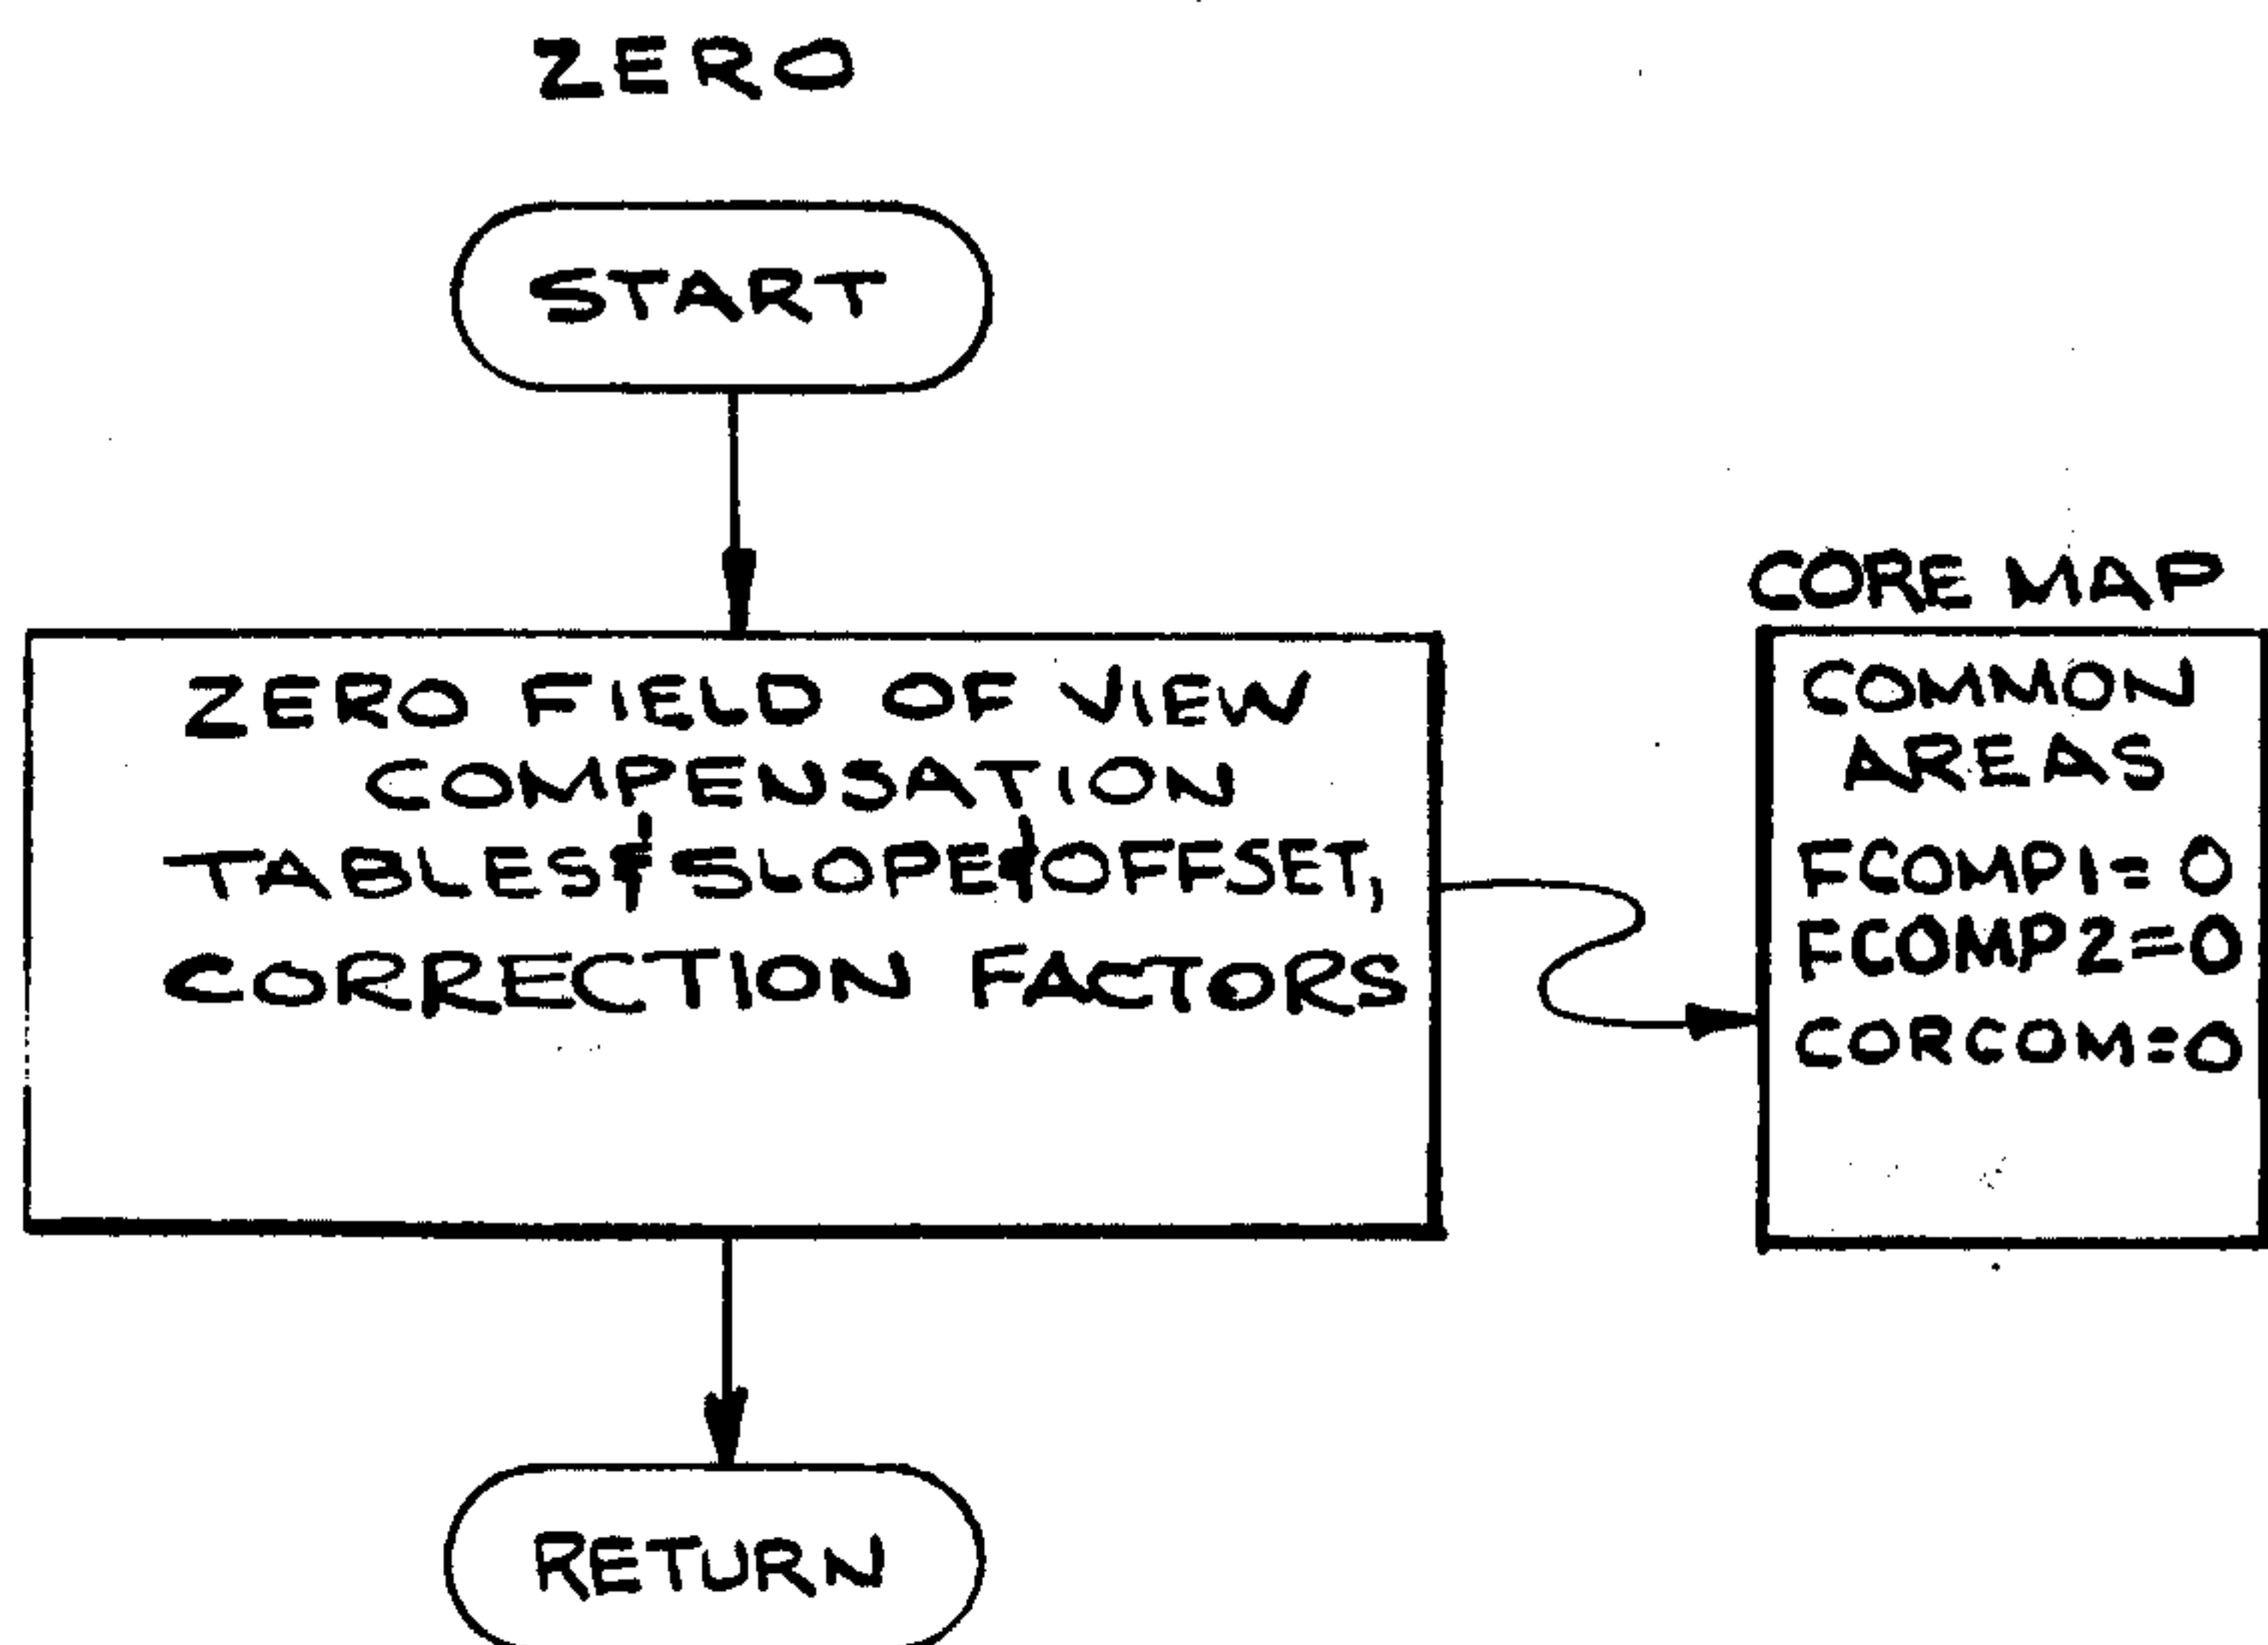 ZERO
START
ZERO FIELD OF VIEW
COMPENSATION
TABLES & SLOPE & OFFSET,
CORRECTION FACTORS
CORE MAP
COMMON
AREAS
FCOMP1=0
FCOMP2=0
CORCOM=0
RETURN